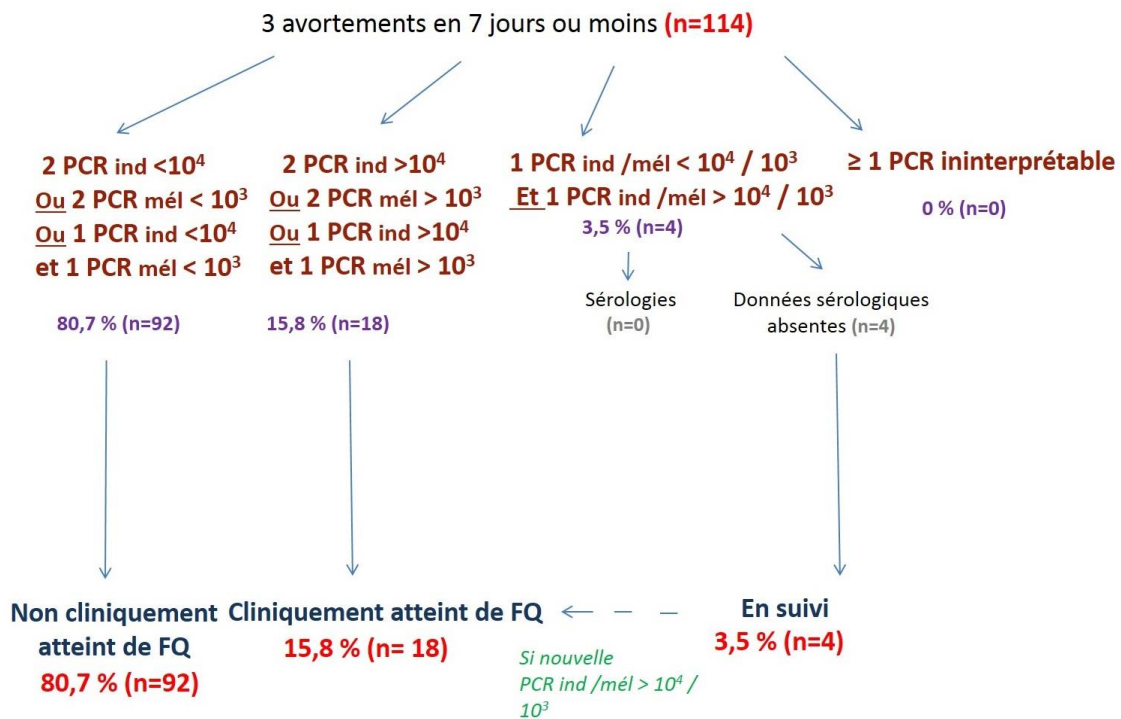 3 avortements en 7 jours ou moins (n=114)
2 PCR ind <10⁴
Ou 2 PCR mél < 10³
Ou 1 PCR ind <10⁴
et 1 PCR mél < 10³
80,7 % (n=92)
2 PCR ind >10⁴
Ou 2 PCR mél > 10³
Ou 1 PCR ind >10⁴
et 1 PCR mél > 10³
15,8 % (n=18)
1 PCR ind /mél < 10⁴ / 10³
Et 1 PCR ind /mél > 10⁴ / 10³
3,5 % (n=4)
≥ 1 PCR ininterprétable
0 % (n=0)
Sérologies
(n=0)
Données sérologiques
absentes (n=4)
Non cliniquement
atteint de FQ
80,7 % (n=92)
Cliniquement atteint de FQ
15,8 % (n= 18)
En suivi
3,5 % (n=4)
Si nouvelle
PCR ind /mél > 10⁴ /
10³